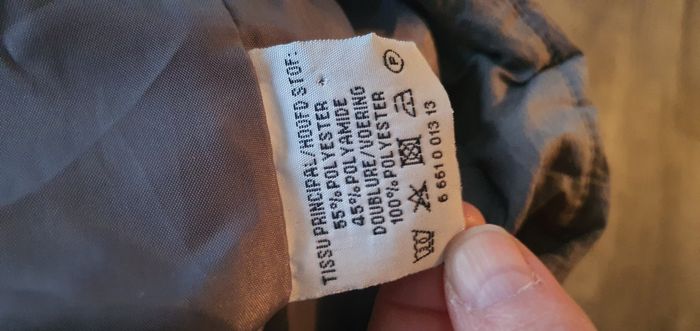 TISSU PRINCIPAL/HOOFD STOF:
55% POLYESTER
45% POLYAMIDE
DOUBLURE/VOERING
100% POLYESTER
P
6 6610 013 13